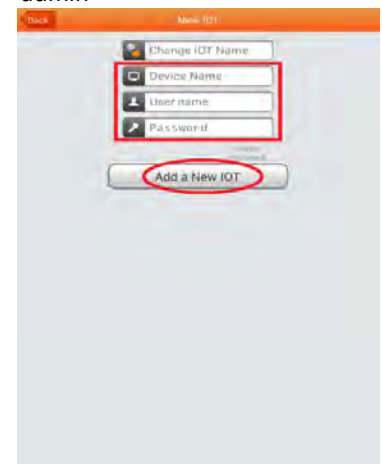 admin
Back
New IOT
Change IOT Name
Device Name
User name
Password
Add a New IOT